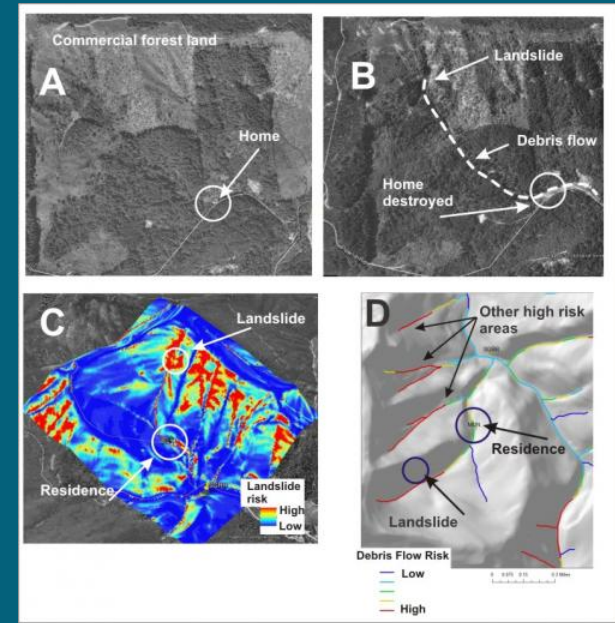 Commercial forest land
A
Home
B
Landslide
Debris flow
Home
destroyed
C
Landslide
Residence
Landslide
risk
High
Low
D
Other high risk
areas
Residence
Landslide
Debris Flow Risk
Low
High